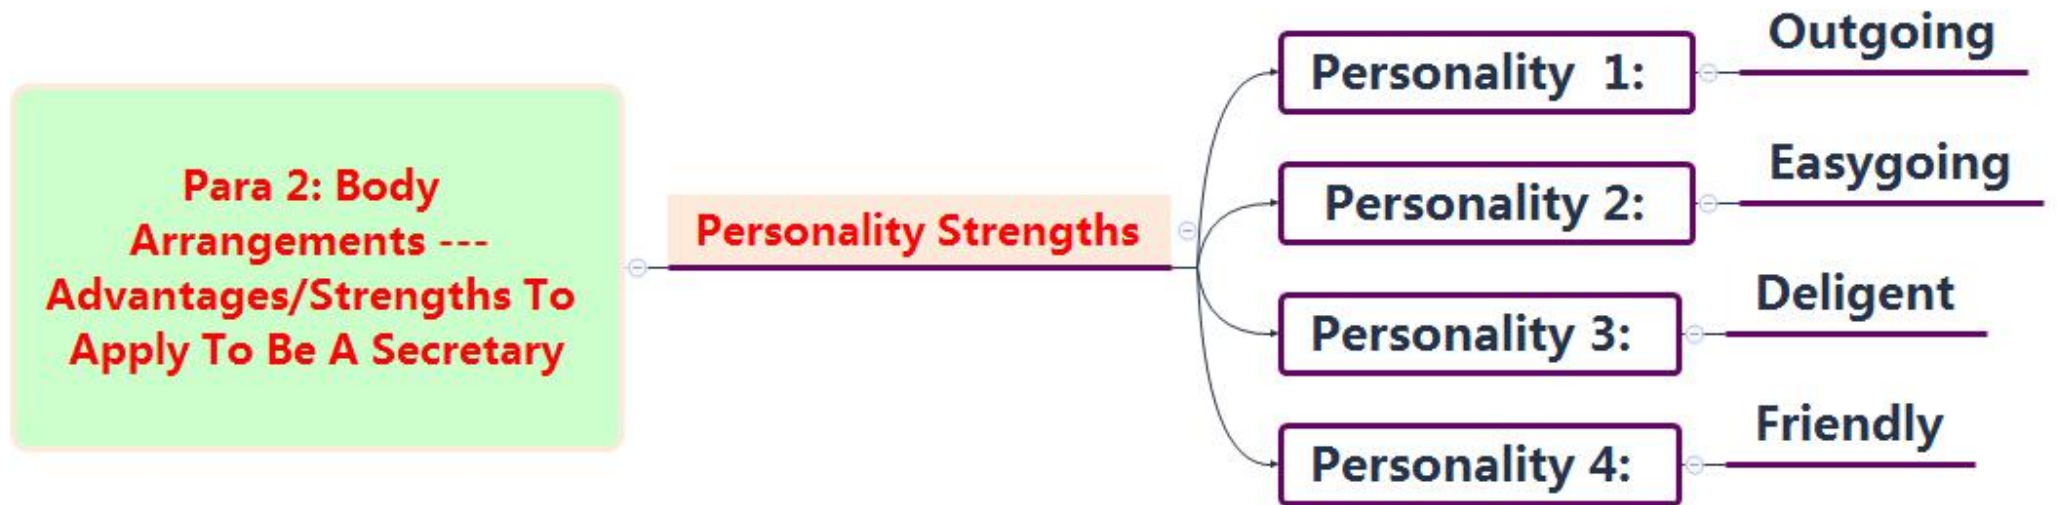 Para 2: Body
Arrangements ---
Advantages/Strengths To
Apply To Be A Secretary
Personality Strengths
Personality 1:
Outgoing
Personality 2:
Easygoing
Personality 3:
Deligent
Personality 4:
Friendly